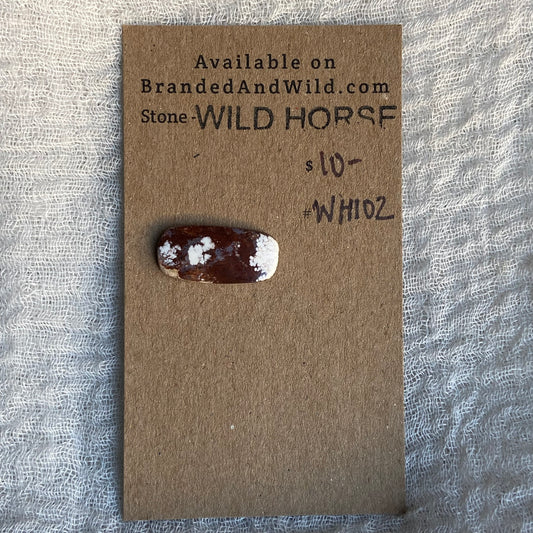 Available on
BrandedAndWild.com
Stone - WILD HORSE
$ 10-
#WH102